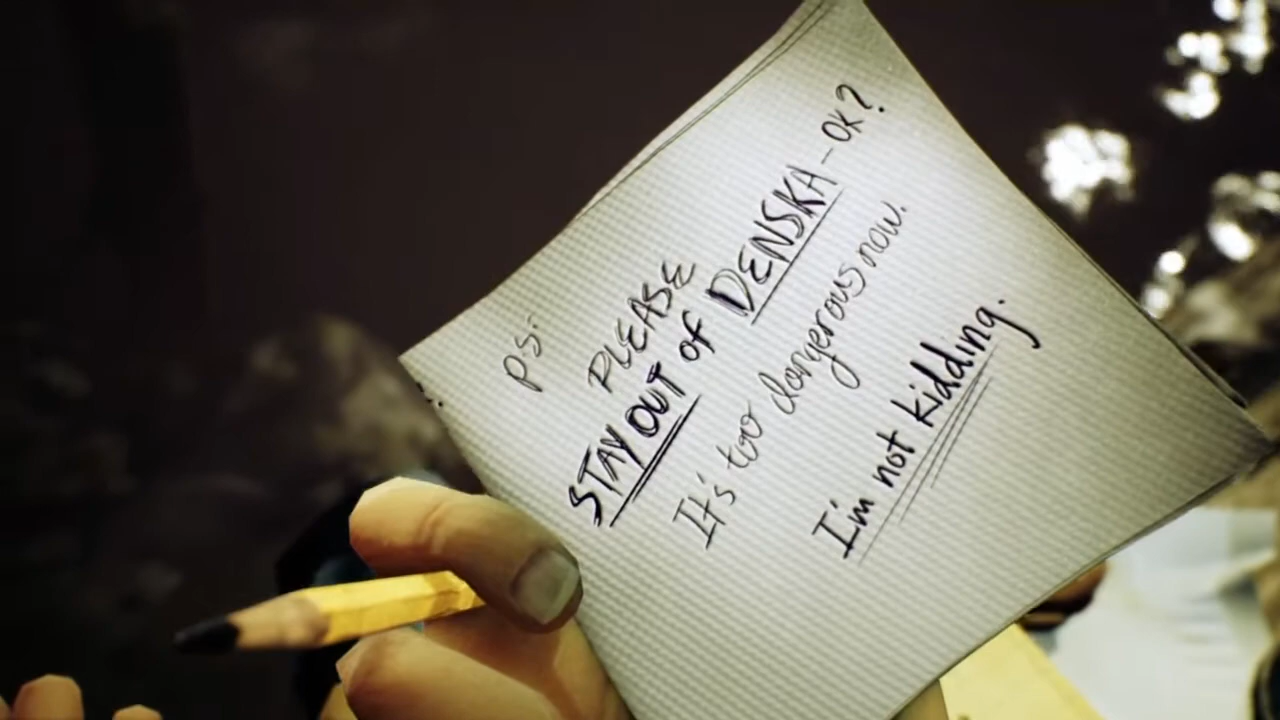 PS:
PLEASE
STAY OUT of DENSKA - OK?
It's too dangerous now.
I'm not kidding.